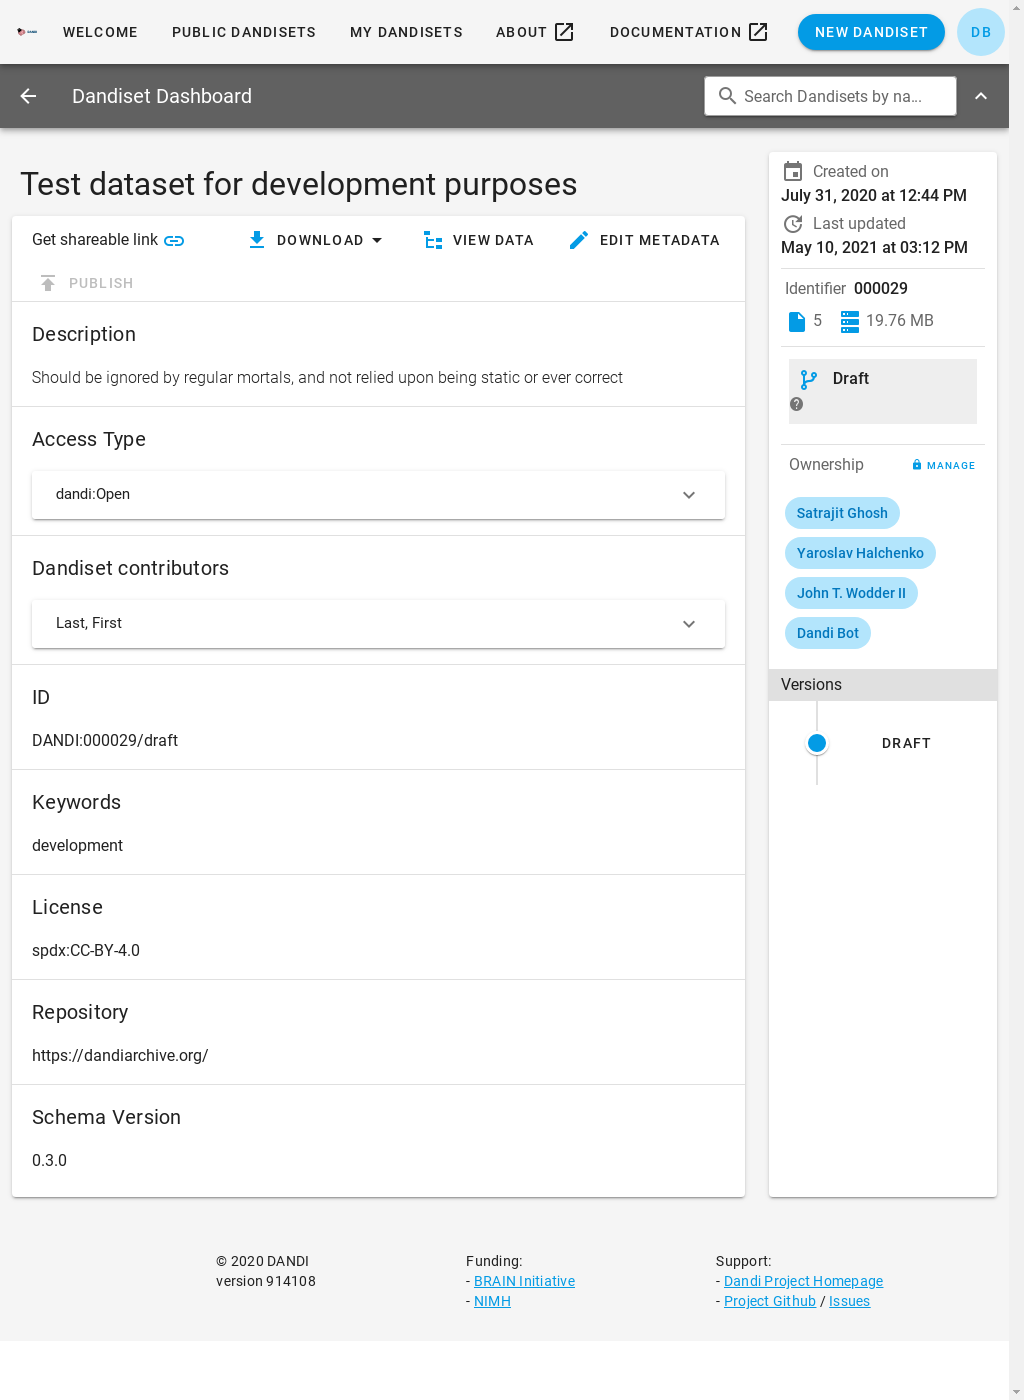 WELCOME PUBLIC DANDISETS MY DANDISETS ABOUT DOCUMENTATION NEW DANDISET DB
Dandiset Dashboard Search Dandisets by na...
Test dataset for development purposes
Get shareable link DOWNLOAD VIEW DATA EDIT METADATA
PUBLISH
Description
Should be ignored by regular mortals, and not relied upon being static or ever correct
Access Type
dandi:Open
Dandiset contributors
Last, First
ID
DANDI:000029/draft
Keywords
development
License
spdx:CC-BY-4.0
Repository
https://dandiarchive.org/
Schema Version
0.3.0
Created on
July 31, 2020 at 12:44 PM
Last updated
May 10, 2021 at 03:12 PM
Identifier 000029
5 19.76 MB
Draft
Ownership MANAGE
Satrajit Ghosh
Yaroslav Halchenko
John T. Wodder II
Dandi Bot
Versions
DRAFT
© 2020 DANDI
version 914108
Funding:
- BRAIN Initiative
- NIMH
Support:
- Dandi Project Homepage
- Project Github / Issues